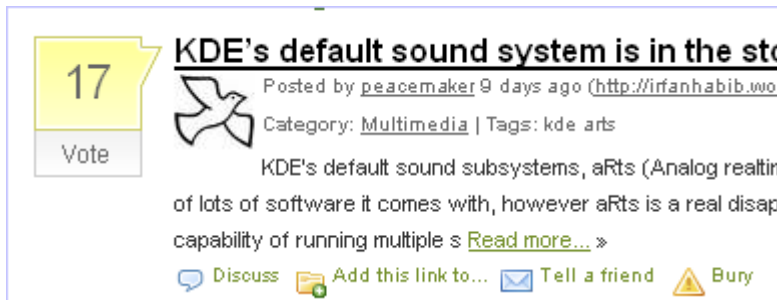 17
Vote
KDE's default sound system is in the sto
Posted by peacemaker 9 days ago (http://irfanhabib.wo
Category: Multimedia | Tags: kde arts
KDE's default sound subsystems, aRts (Analog realtin
of lots of software it comes with, however aRts is a real disap
capability of running multiple s Read more... »
Discuss Add this link to... Tell a friend Bury